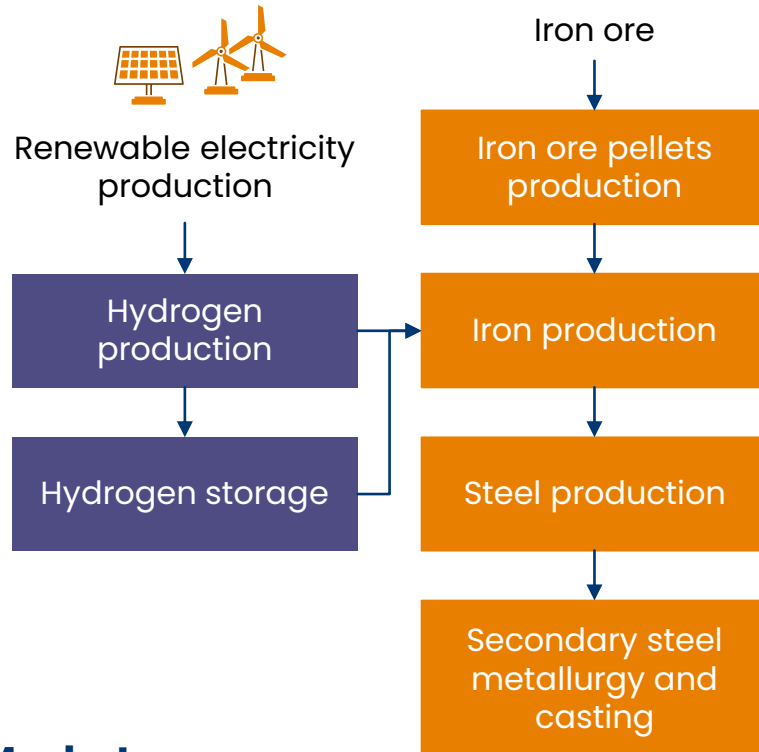 Iron ore
Renewable electricity
production
Iron ore pellets
production
Hydrogen
production
Iron production
Hydrogen storage
Steel production
Secondary steel
metallurgy and
casting